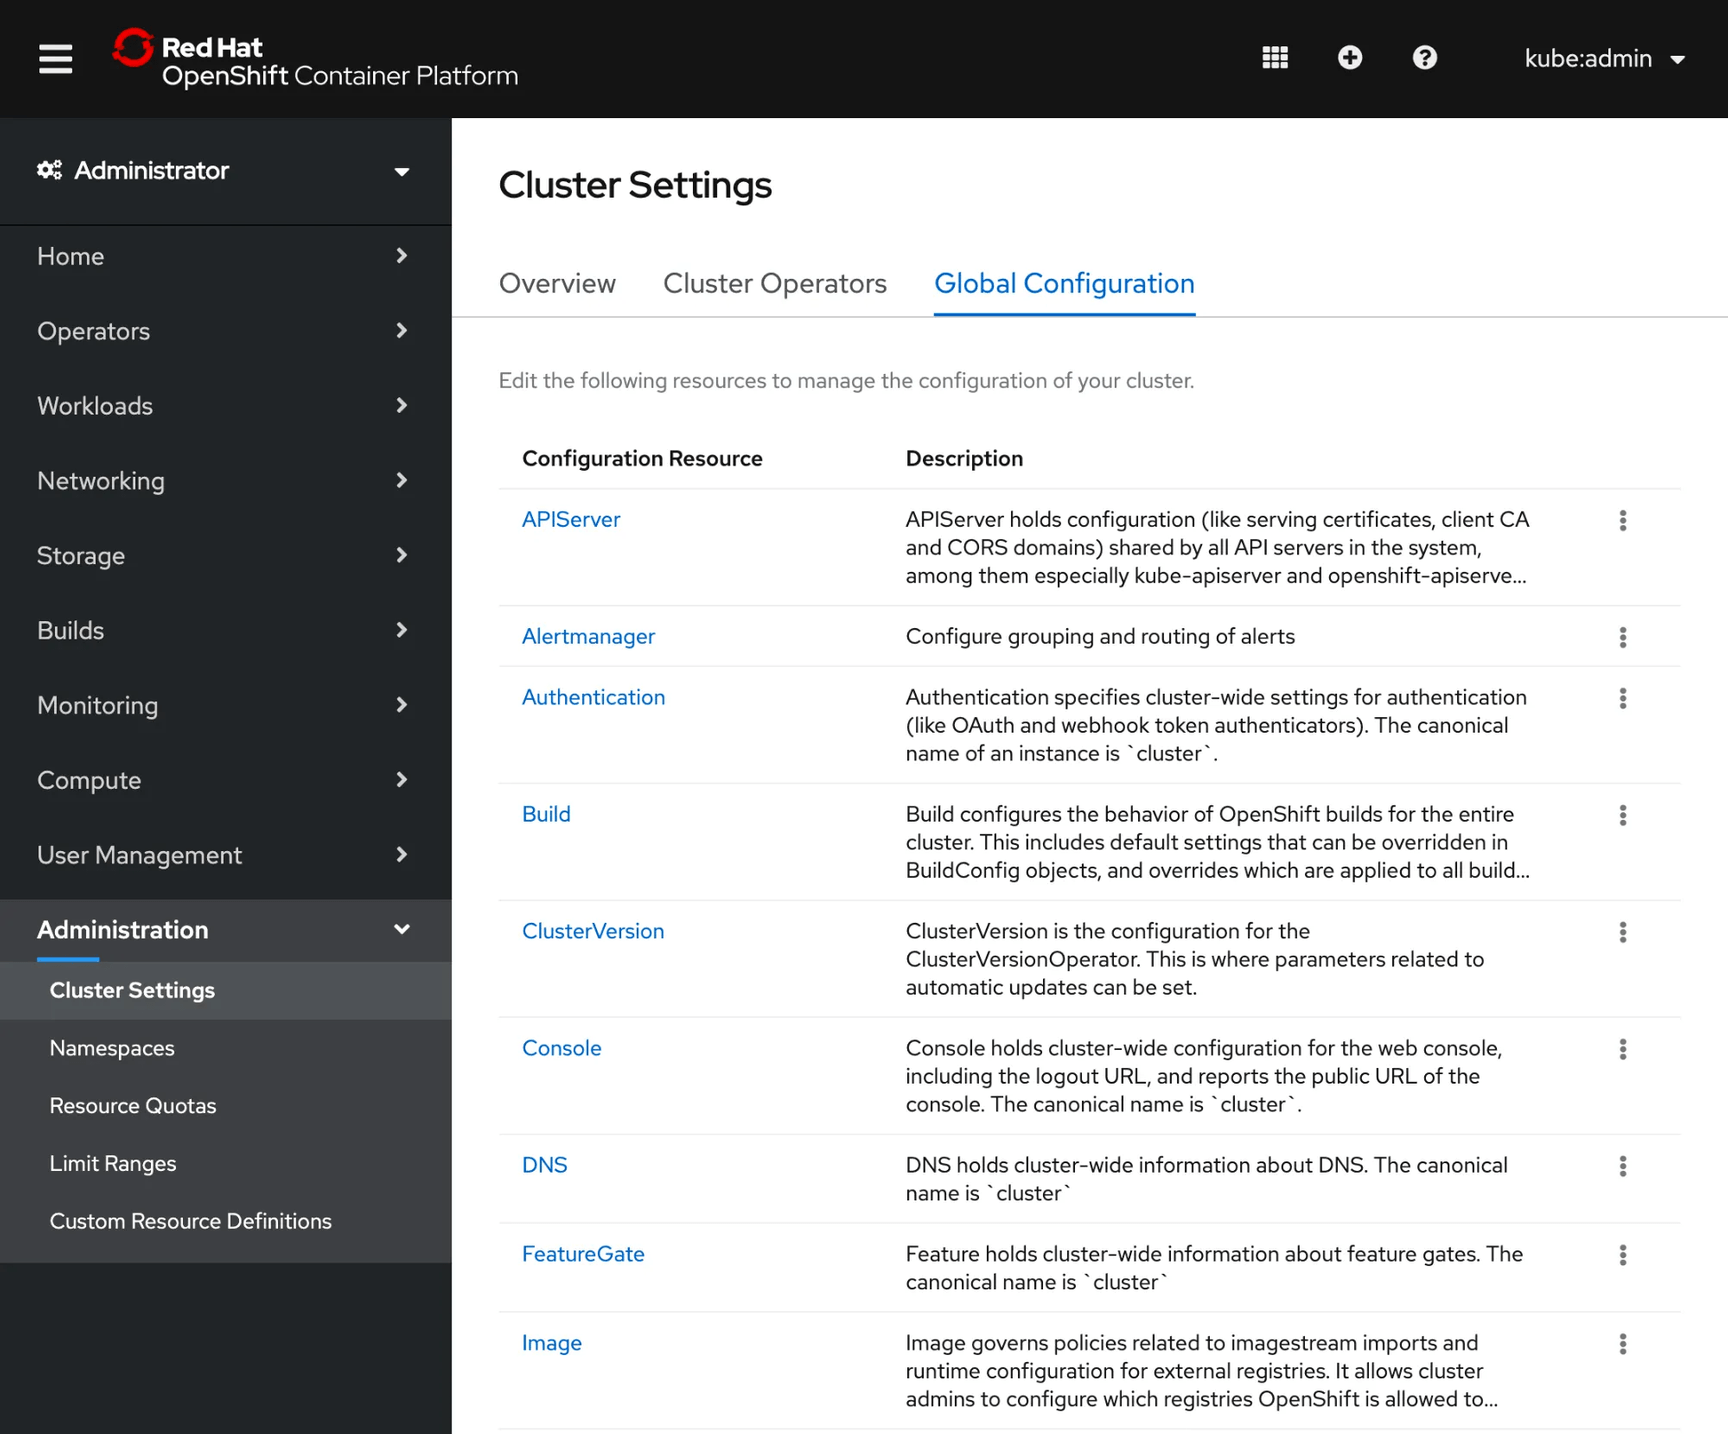 Red Hat
OpenShift Container Platform
kube:admin
Administrator
Home
Operators
Workloads
Networking
Storage
Builds
Monitoring
Compute
User Management
Administration
Cluster Settings
Namespaces
Resource Quotas
Limit Ranges
Custom Resource Definitions
Cluster Settings
Overview Cluster Operators Global Configuration
Edit the following resources to manage the configuration of your cluster.
Configuration Resource Description
APIServer APIServer holds configuration (like serving certificates, client CA
and CORS domains) shared by all API servers in the system,
among them especially kube-apiserver and openshift-apiserve...
Alertmanager Configure grouping and routing of alerts
Authentication Authentication specifies cluster-wide settings for authentication
(like OAuth and webhook token authenticators). The canonical
name of an instance is `cluster`.
Build Build configures the behavior of OpenShift builds for the entire
cluster. This includes default settings that can be overridden in
BuildConfig objects, and overrides which are applied to all build...
ClusterVersion ClusterVersion is the configuration for the
ClusterVersionOperator. This is where parameters related to
automatic updates can be set.
Console Console holds cluster-wide configuration for the web console,
including the logout URL, and reports the public URL of the
console. The canonical name is `cluster`.
DNS DNS holds cluster-wide information about DNS. The canonical
name is `cluster`
FeatureGate Feature holds cluster-wide information about feature gates. The
canonical name is `cluster`
Image Image governs policies related to imagestream imports and
runtime configuration for external registries. It allows cluster
admins to configure which registries OpenShift is allowed to...